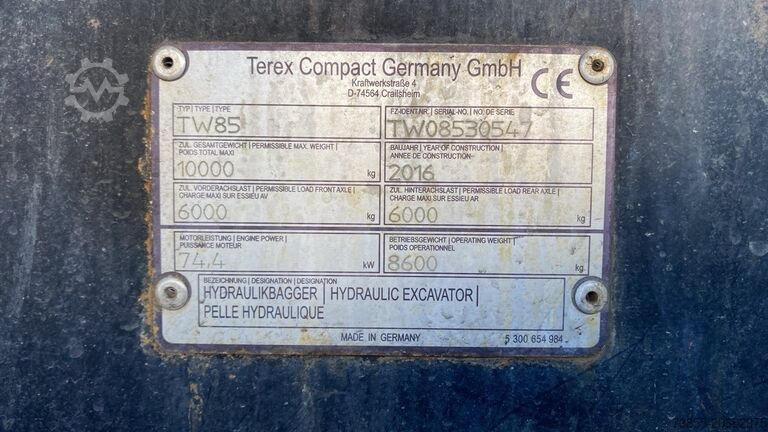 Terex Compact Germany GmbH
Kraftwerkstraße 4
D-74564 Crailsheim
CE
TYP | TYPE | TYPE
TW85
FZ-IDENT.NR. | SERIAL-NO. | NO. DE SERIE
TW08530547
ZUL. GESAMTGEWICHT | PERMISSIBLE MAX. WEIGHT |
POIDS TOTAL MAXI
10000 kg
BAUJAHR | YEAR OF CONSTRUCTION |
ANNEE DE CONSTRUCTION
2016
ZUL. VORDERACHSLAST | PERMISSIBLE LOAD FRONT AXLE |
CHARGE MAXI SUR ESSIEU AV
6000 kg
ZUL. HINTERACHSLAST | PERMISSIBLE LOAD REAR AXLE |
CHARGE MAXI SUR ESSIEU AR
6000 kg
MOTORLEISTUNG | ENGINE POWER |
PUISSANCE MOTEUR
74.4 kW
BETRIEBSGEWICHT | OPERATING WEIGHT |
POIDS OPERATIONNEL
8600 kg
BEZEICHNUNG | DESIGNATION | DESIGNATION
HYDRAULIKBAGGER | HYDRAULIC EXCAVATOR |
PELLE HYDRAULIQUE
MADE IN GERMANY
5 300 654 984